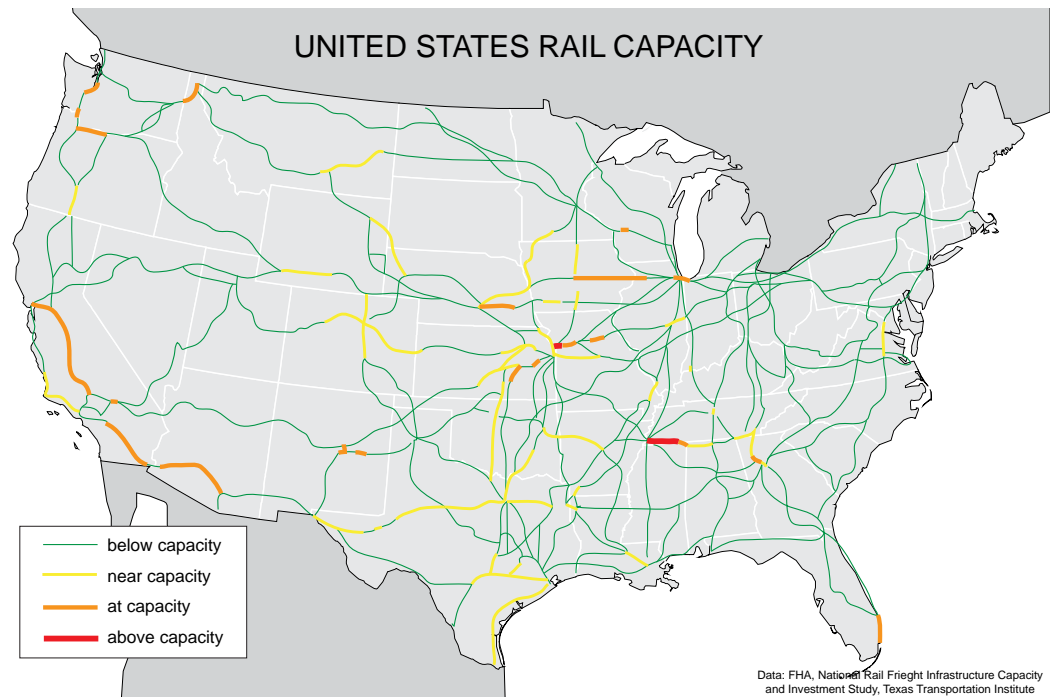 UNITED STATES RAIL CAPACITY
below capacity
near capacity
at capacity
above capacity
Data: FHA, National Rail Frieght Infrastructure Capacity
and Investment Study, Texas Transportation Institute